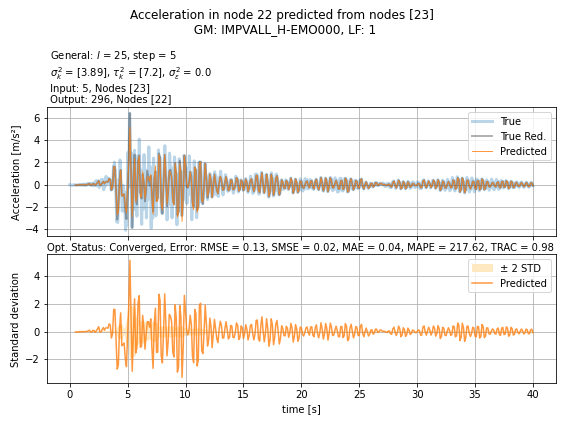 Acceleration in node 22 predicted from nodes [23]
GM: IMPVALL_H-EMO000, LF: 1
General: l = 25, step = 5
σ²ₖ = [3.89], τ²ₖ = [7.2], σ²ε = 0.0
Input: 5, Nodes [23]
Output: 296, Nodes [22]
Acceleration [m/s²]
6
4
2
0
−2
−4
True
True Red.
Predicted
Opt. Status: Converged, Error: RMSE = 0.13, SMSE = 0.02, MAE = 0.04, MAPE = 217.62, TRAC = 0.98
Standard deviation
4
2
0
−2
± 2 STD
Predicted
0 5 10 15 20 25 30 35 40
time [s]